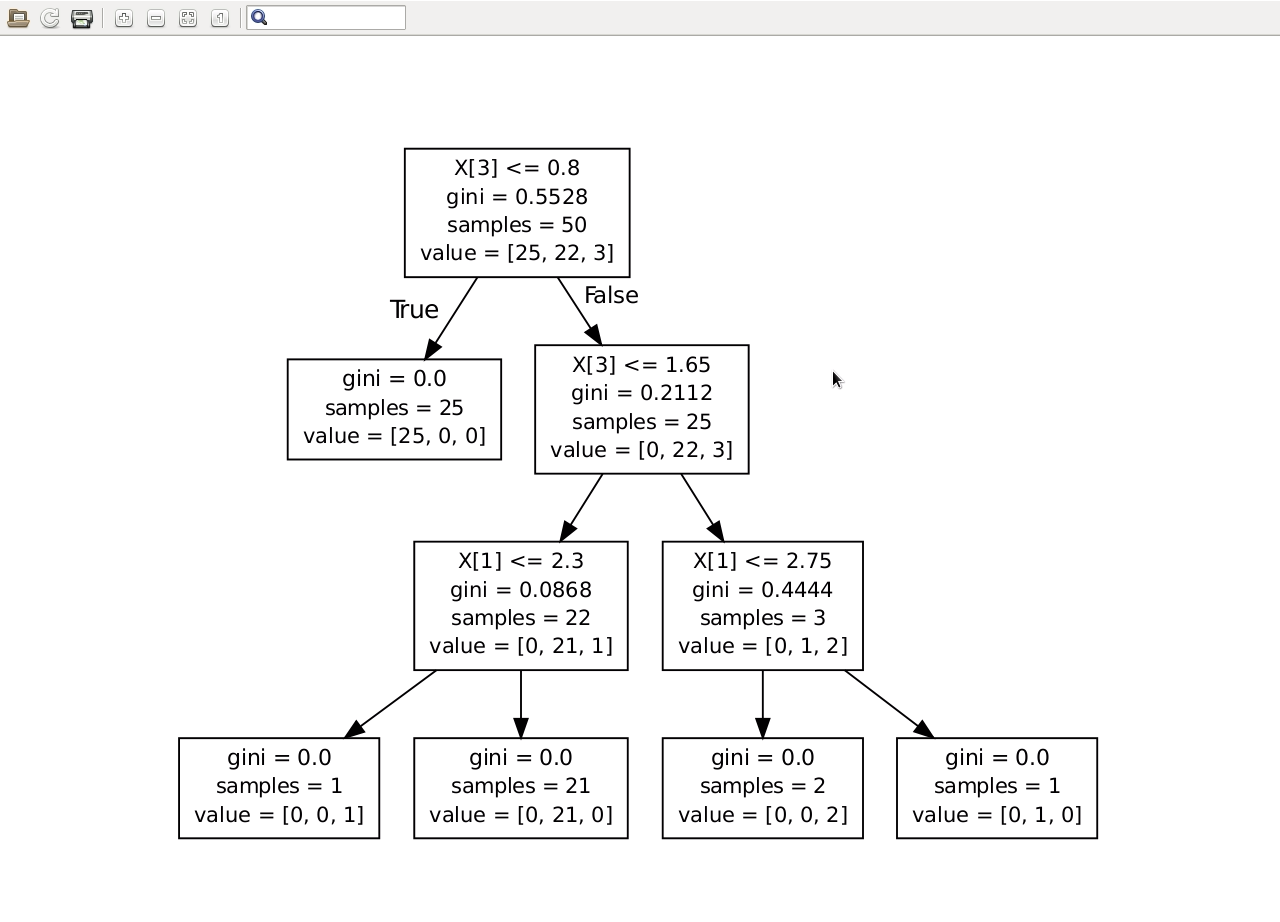 1
X[3] <= 0.8
gini = 0.5528
samples = 50
value = [25, 22, 3]
True
False
gini = 0.0
samples = 25
value = [25, 0, 0]
X[3] <= 1.65
gini = 0.2112
samples = 25
value = [0, 22, 3]
X[1] <= 2.3
gini = 0.0868
samples = 22
value = [0, 21, 1]
X[1] <= 2.75
gini = 0.4444
samples = 3
value = [0, 1, 2]
gini = 0.0
samples = 1
value = [0, 0, 1]
gini = 0.0
samples = 21
value = [0, 21, 0]
gini = 0.0
samples = 2
value = [0, 0, 2]
gini = 0.0
samples = 1
value = [0, 1, 0]